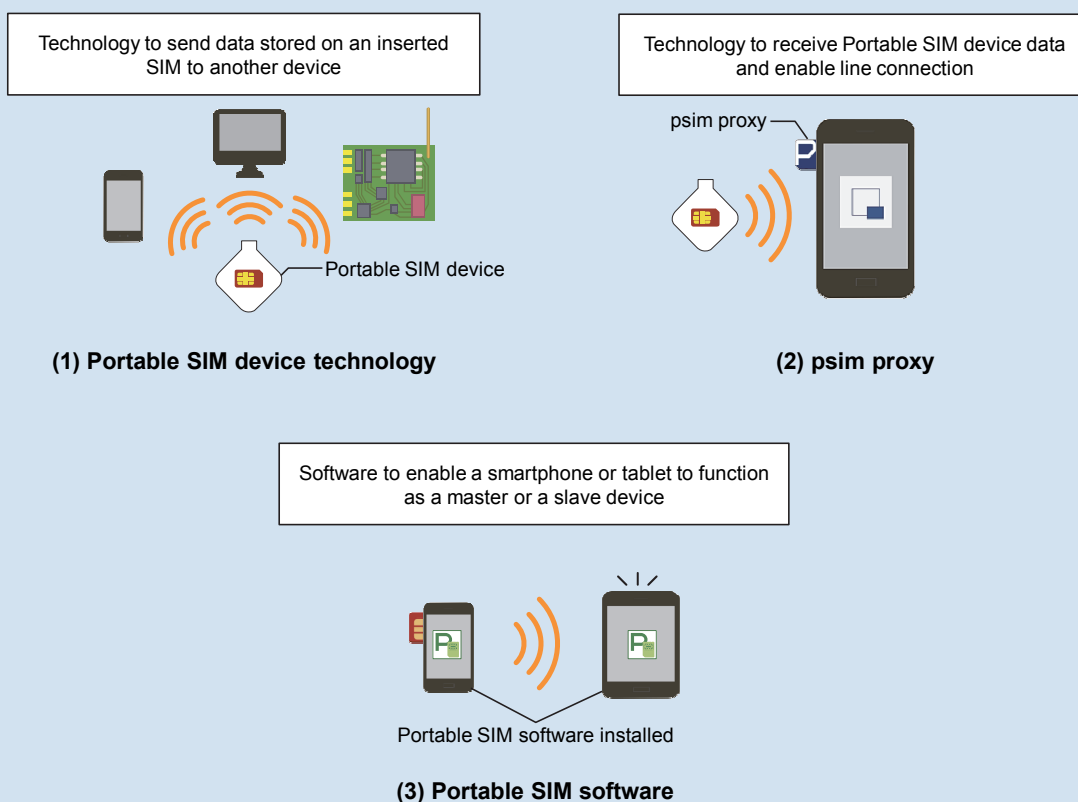 Technology to send data stored on an inserted
SIM to another device
Portable SIM device
(1) Portable SIM device technology
Technology to receive Portable SIM device data
and enable line connection
psim proxy
P
(2) psim proxy
Software to enable a smartphone or tablet to function
as a master or a slave device
P
P
Portable SIM software installed
(3) Portable SIM software